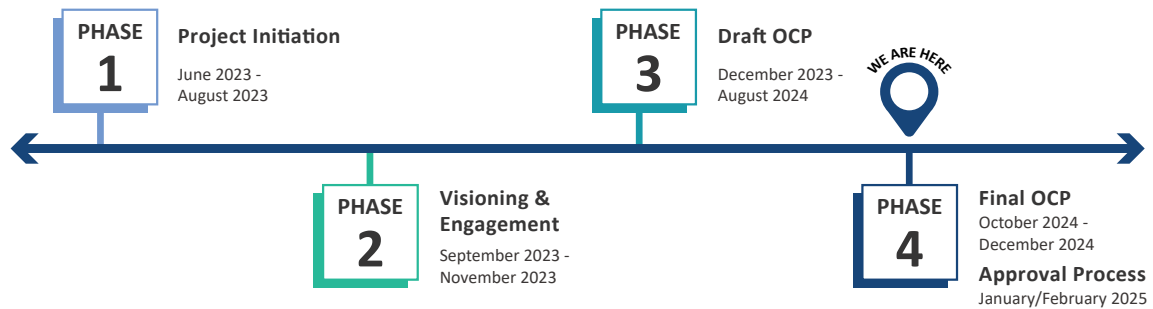 PHASE
1
Project Initiation
June 2023 -
August 2023
PHASE
2
Visioning &
Engagement
September 2023 -
November 2023
PHASE
3
Draft OCP
December 2023 -
August 2024
WE ARE HERE
PHASE
4
Final OCP
October 2024 -
December 2024
Approval Process
January/February 2025